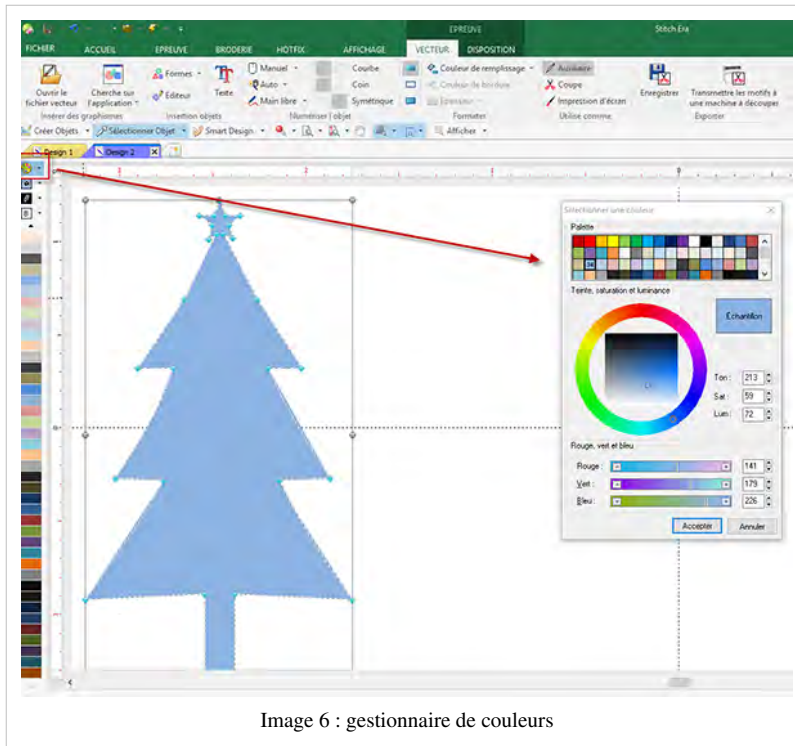 EPREUVE Stitch Era
FICHIER ACCUEIL EPREUVE BRODERIE HOTFIX AFFICHAGE VECTEUR DISPOSITION
Ouvrir le fichier vecteur
Cherche sur l'application
Formes
Editeur
Texte
Manuel
Auto
Main libre
Courbe
Coin
Symétrique
Couleur de remplissage
Couleur de bordure
Epaisseur
Auxiliaire
Coupe
Impression d'écran
Enregistrer
Transmettre les motifs à une machine à découper
Insérer des graphismes Insertion objets Numériser l'objet Formater Utilisé comme Exporter
Créer Objets Sélectionner Objet Smart Design Afficher
Design 1 Design 2
Sélectionner une couleur
Palette
Teinte, saturation et luminance
Échantillon
Ton : 213
Sat : 59
Lum : 72
Rouge, vert et bleu
Rouge : 141
Vert : 179
Bleu : 226
Accepter Annuler
Image 6 : gestionnaire de couleurs